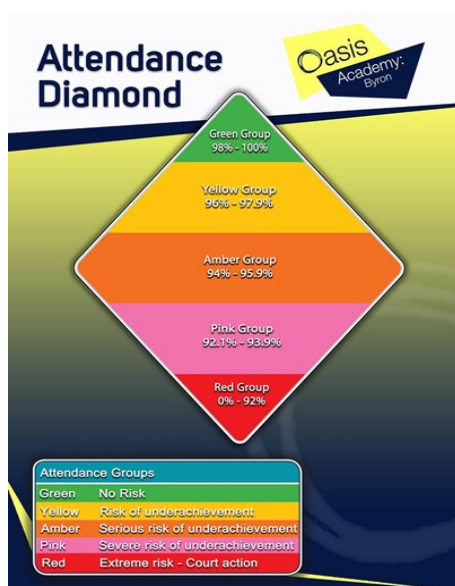 Attendance
Diamond
Oasis
Academy:
Byron
Green Group
98% - 100%
Yellow Group
96% - 97.9%
Amber Group
94% - 95.9%
Pink Group
92.1% - 93.9%
Red Group
0% - 92%
Attendance Groups
Green No Risk
Yellow Risk of underachievement
Amber Serious risk of underachievement
Pink Severe risk of underachievement
Red Extreme risk - Court action